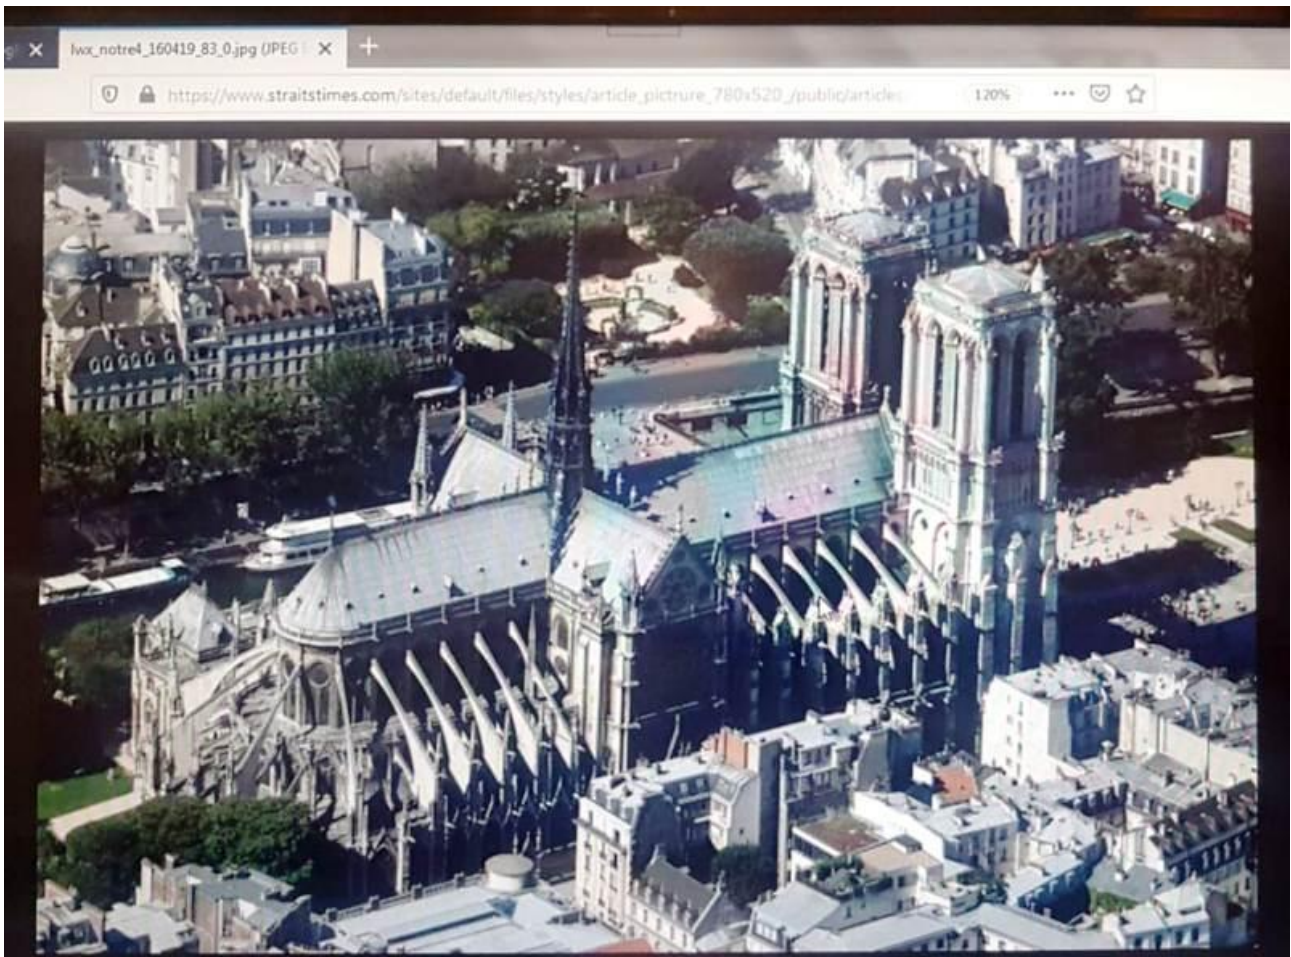 lwx_notre4_160419_83_0.jpg (JPEG
https://www.straitstimes.com/sites/default/files/styles/article_pictrure_780x520_/public/articles
120%